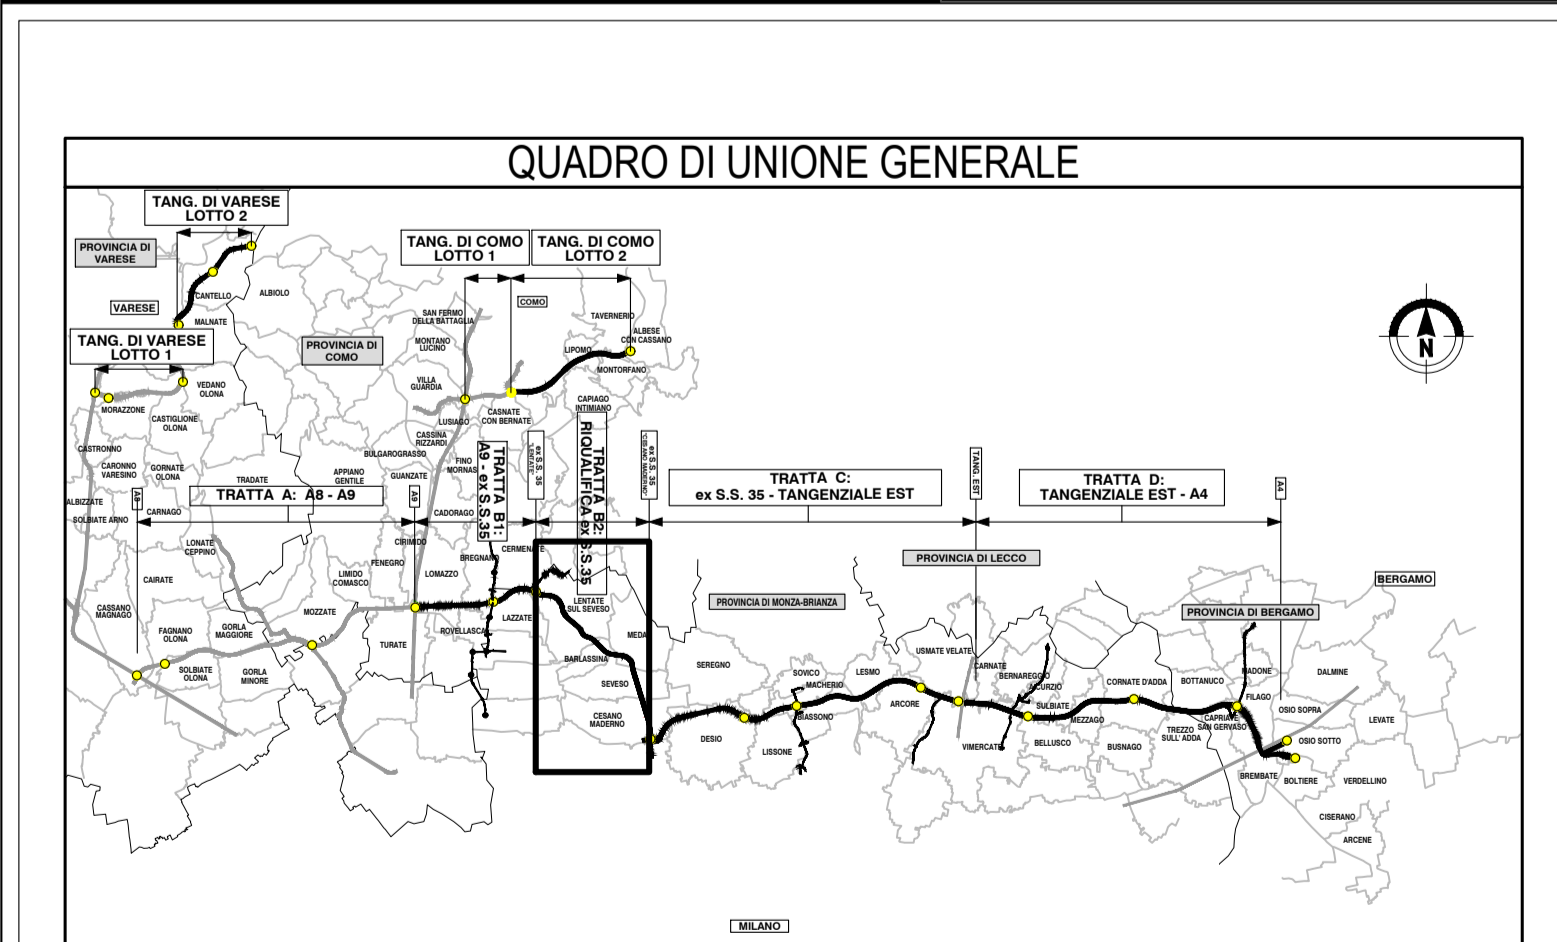 QUADRO DI UNIONE GENERALE
TANG. DI VARESE
LOTTO 2
PROVINCIA DI
VARESE
TANG. DI COMO
LOTTO 1
TANG. DI COMO
LOTTO 2
CANTELLO
ALBIOLO
VARESE
MALNATE
COMO
SAN FERMO
DELLA BATTAGLIA
TAVERNERIO
ALBESE
CON CASSANO
TANG. DI VARESE
LOTTO 1
PROVINCIA DI
COMO
MONTANO
LUCINO
LIPOMO
MONTORFANO
N
VEDANO
OLONA
VILLA
GUARDIA
MORAZZONE
CASTIGLIONE
OLONA
LUSIAGO
CASNATE
CON BERNATE
CAPIAGO
INTIMIANO
CASSINA
RIZZARDI
CASTRONNO
BULGAROGRASSO
CARONNO
VARESINO
GORNATE
OLONA
TRADATE
APPIANO
GENTILE
GUANZATE
FINO
MORNAS
TRATTA B1:
A9 - ex S.S.35
ex S.S. 35
"LENTATE"
TRATTA B2:
RIQUALIFICA ex S.S.35
ex S.S. 35
"CESANO MADERNO"
TRATTA C:
ex S.S. 35 - TANGENZIALE EST
TANG. EST
TRATTA D:
TANGENZIALE EST - A4
A4
ALBIZZATE
A8
TRATTA A: A8 - A9
A9
SOLBIATE ARNO
CARNAGO
CADORAGO
LONATE
CEPPINO
CIRIMIDO
FENEGRO
BREGNANO
CERMENATE
PROVINCIA DI LECCO
CAIRATE
LIMIDO
COMASCO
LOMAZZO
BERGAMO
CASSANO
MAGNAGO
MOZZATE
LENTATE
SUL SEVESO
PROVINCIA DI MONZA-BRIANZA
PROVINCIA DI BERGAMO
FAGNANO
OLONA
GORLA
MAGGIORE
TURATE
ROVELLASCA
LAZZATE
MEDA
SOLBIATE
OLONA
GORLA
MINORE
BARLASSINA
SEVESO
CESANO
MADERNO
SEREGNO
SOVICO
MACHERIO
LESMO
USMATE VELATE
CARNATE
BERNAREGGIO
ACURZIO
SULBIATE
CORNATE D'ADDA
BOTTANUCO
MADONE
DALMINE
FILAGO
OSIO SOPRA
DESIO
BIASSONO
LISSONE
ARCORE
VIMERCATE
MEZZAGO
BELLUSCO
BUSNAGO
TREZZO
SULL' ADDA
CAPRIATE
SAN GERVASO
LEVATE
OSIO SOTTO
BREMBATE
BOLTIERE
VERDELLINO
CISERANO
ARCENE
MILANO